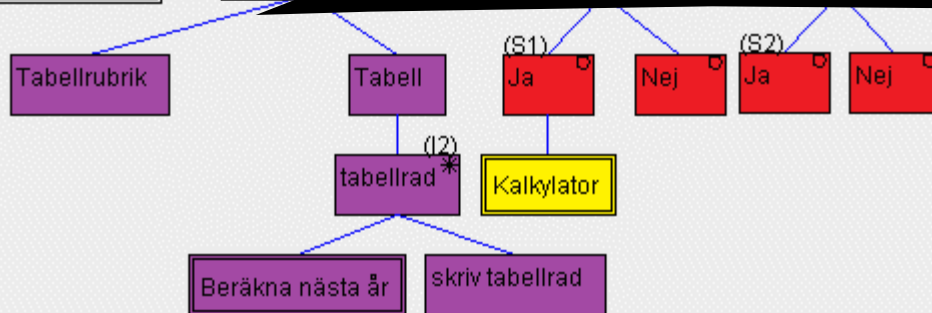 (S1)
(S2)
Tabellrubrik
Tabell
Ja
Nej
Ja
Nej
(I2)
tabellrad *
Kalkylator
Beräkna nästa år
skriv tabellrad